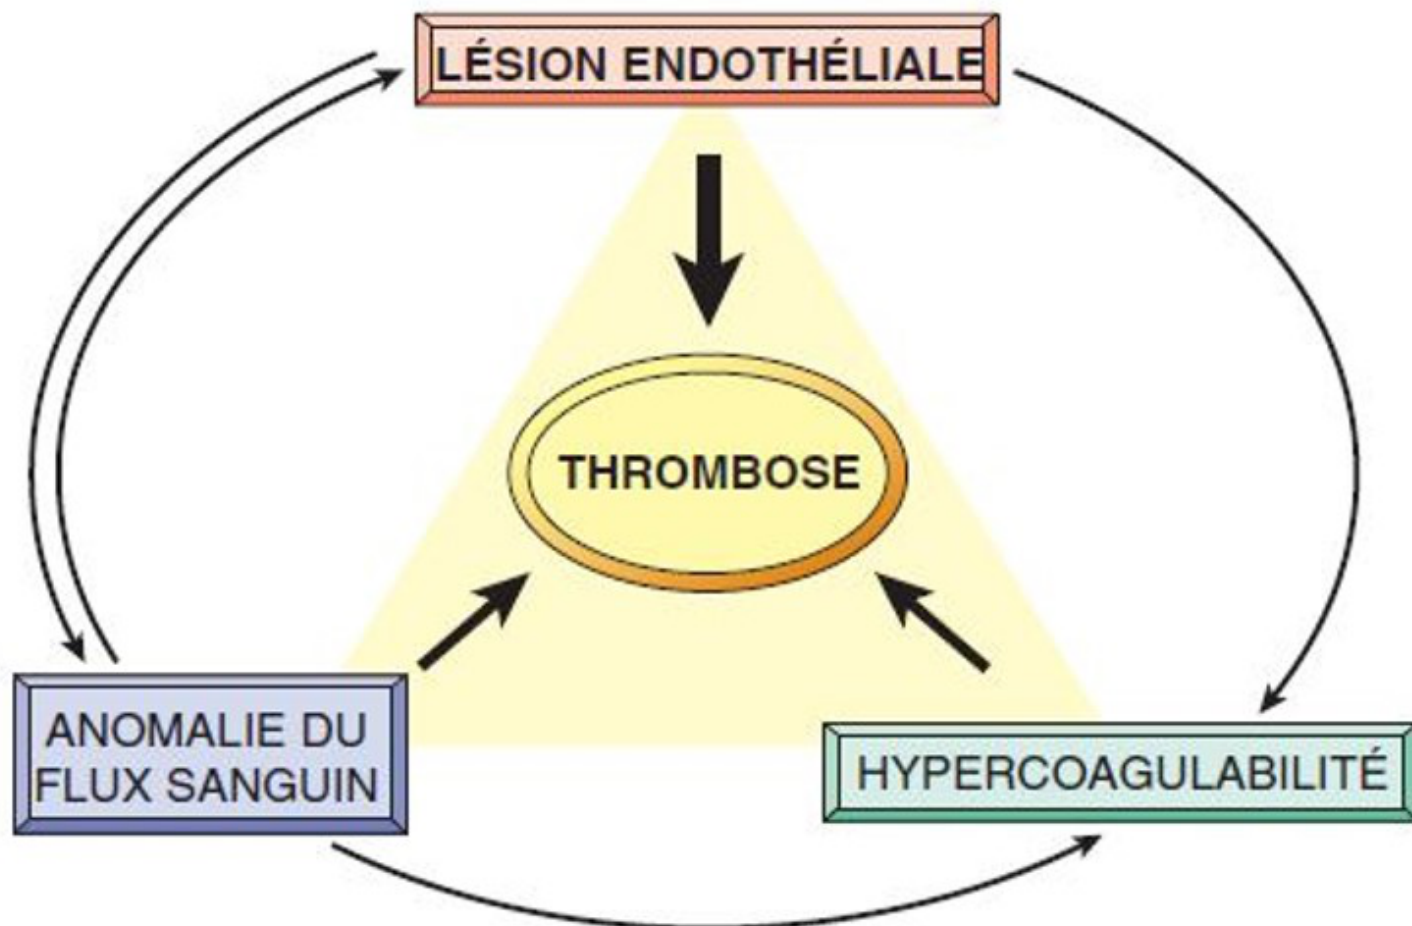 LÉSION ENDOTHÉLIALE
THROMBOSE
ANOMALIE DU
FLUX SANGUIN
HYPERCOAGULABILITÉ